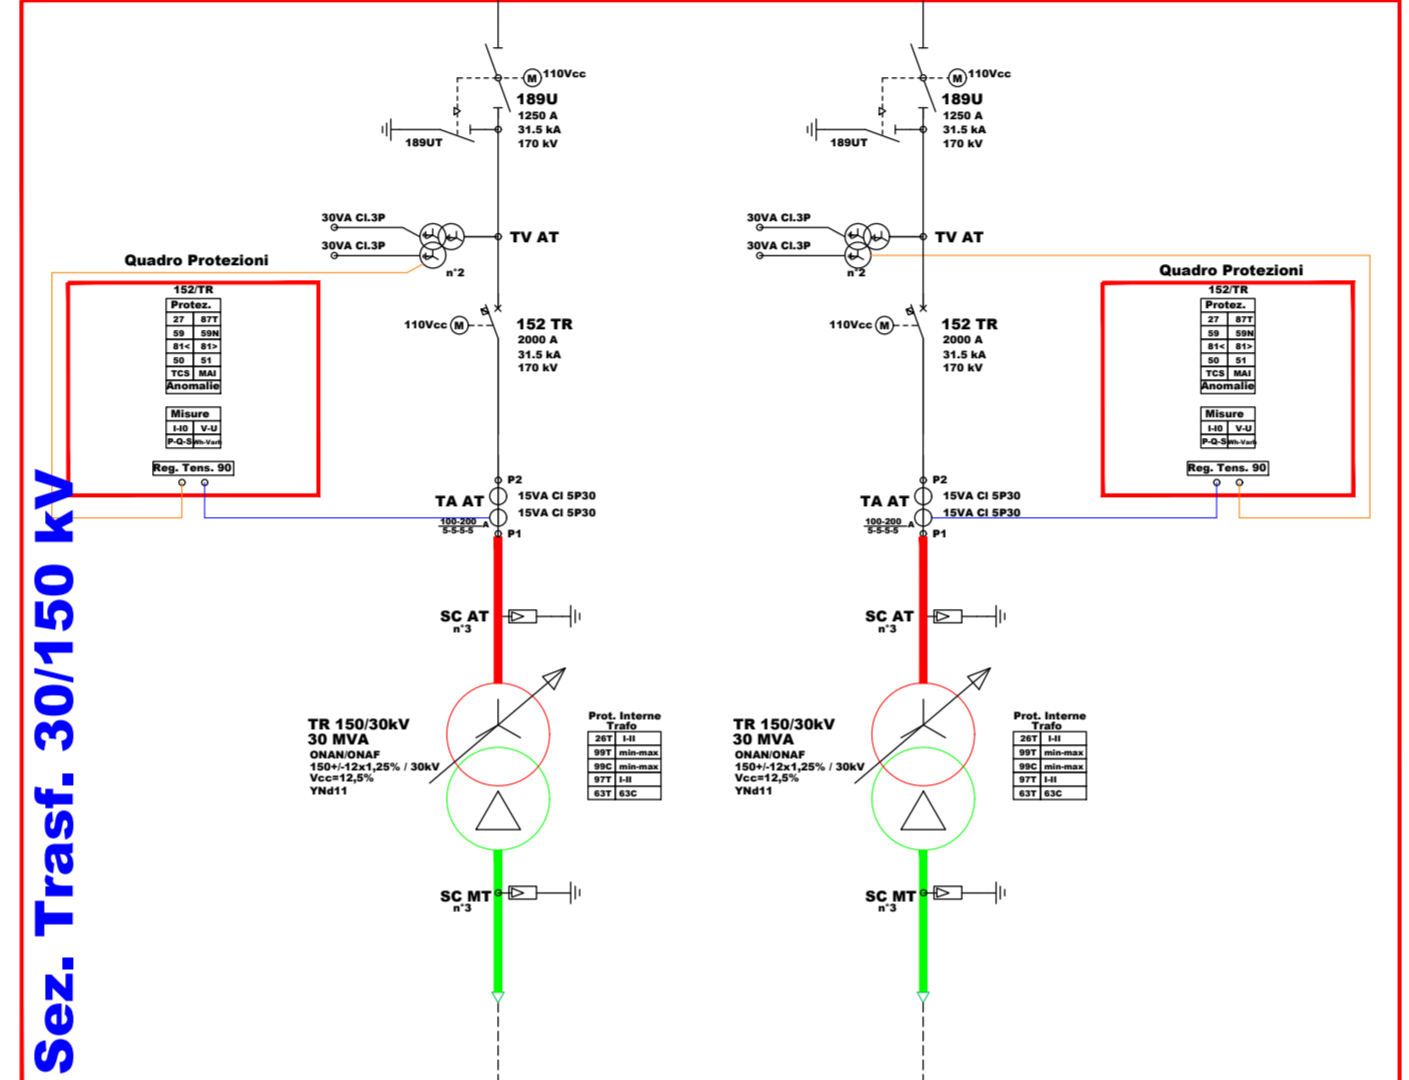 Sez. Trasf. 30/150 kV
M
110Vcc
189U
1250 A
31.5 kA
170 kV
189UT
30VA Cl.3P
30VA Cl.3P
n°2
TV AT
110Vcc
M
152 TR
2000 A
31.5 kA
170 kV
Quadro Protezioni
152/TR
Protez.
27 87T
59 59N
81< 81>
50 51
TCS MAI
Anomalie
Misure
I-I0 V-U
P-Q-S Wh-Varh
Reg. Tens. 90
P2
TA AT
15VA Cl 5P30
15VA Cl 5P30
100-200 A
5-5-5-5
P1
SC AT
n°3
TR 150/30kV
30 MVA
ONAN/ONAF
150+/-12x1,25% / 30kV
Vcc=12,5%
YNd11
Prot. Interne
Trafo
26T I-II
99T min-max
99C min-max
97T I-II
63T 63C
SC MT
n°3
M
110Vcc
189U
1250 A
31.5 kA
170 kV
189UT
30VA Cl.3P
30VA Cl.3P
n°2
TV AT
110Vcc
M
152 TR
2000 A
31.5 kA
170 kV
Quadro Protezioni
152/TR
Protez.
27 87T
59 59N
81< 81>
50 51
TCS MAI
Anomalie
Misure
I-I0 V-U
P-Q-S Wh-Varh
Reg. Tens. 90
P2
TA AT
15VA Cl 5P30
15VA Cl 5P30
100-200 A
5-5-5-5
P1
SC AT
n°3
TR 150/30kV
30 MVA
ONAN/ONAF
150+/-12x1,25% / 30kV
Vcc=12,5%
YNd11
Prot. Interne
Trafo
26T I-II
99T min-max
99C min-max
97T I-II
63T 63C
SC MT
n°3